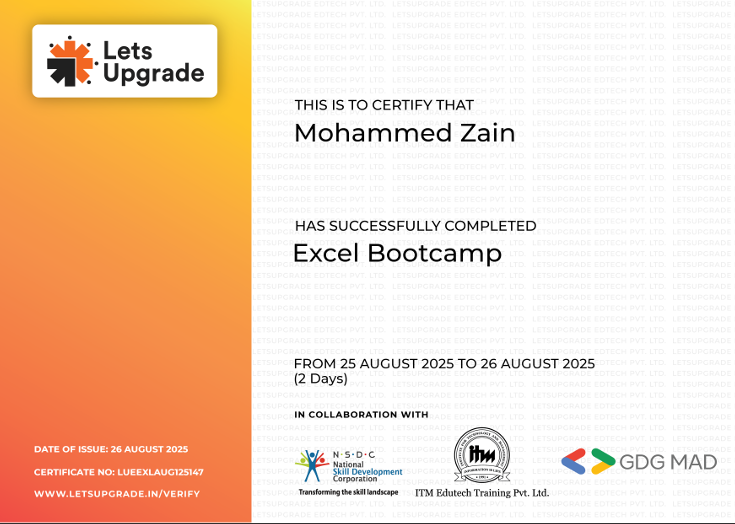 Lets
Upgrade
THIS IS TO CERTIFY THAT
Mohammed Zain
HAS SUCCESSFULLY COMPLETED
Excel Bootcamp
FROM 25 AUGUST 2025 TO 26 AUGUST 2025
(2 Days)
IN COLLABORATION WITH
N·S·D·C
National
Skill Development
Corporation
Transforming the skill landscape
itm
ITM Edutech Training Pvt. Ltd.
GDG MAD
DATE OF ISSUE: 26 AUGUST 2025
CERTIFICATE NO: LUEEXLAUG125147
WWW.LETSUPGRADE.IN/VERIFY